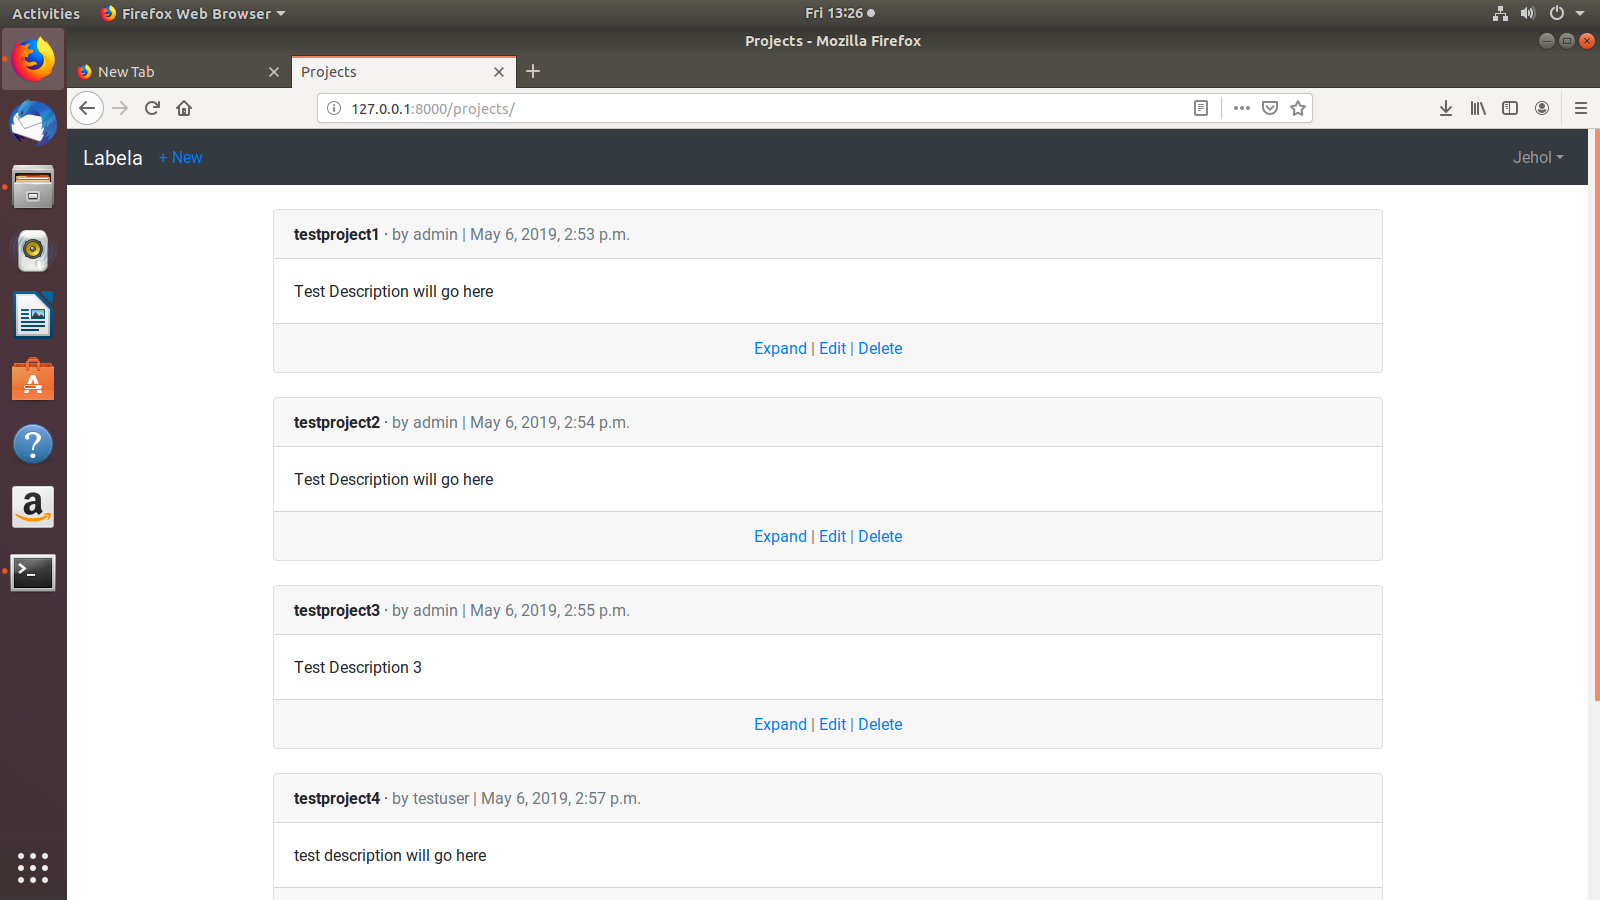 Activities Firefox Web Browser Fri 13:26
Projects - Mozilla Firefox
New Tab Projects
127.0.0.1:8000/projects/
Labela + New Jehol
testproject1 · by admin | May 6, 2019, 2:53 p.m.
Test Description will go here
Expand | Edit | Delete
testproject2 · by admin | May 6, 2019, 2:54 p.m.
Test Description will go here
Expand | Edit | Delete
testproject3 · by admin | May 6, 2019, 2:55 p.m.
Test Description 3
Expand | Edit | Delete
testproject4 · by testuser | May 6, 2019, 2:57 p.m.
test description will go here